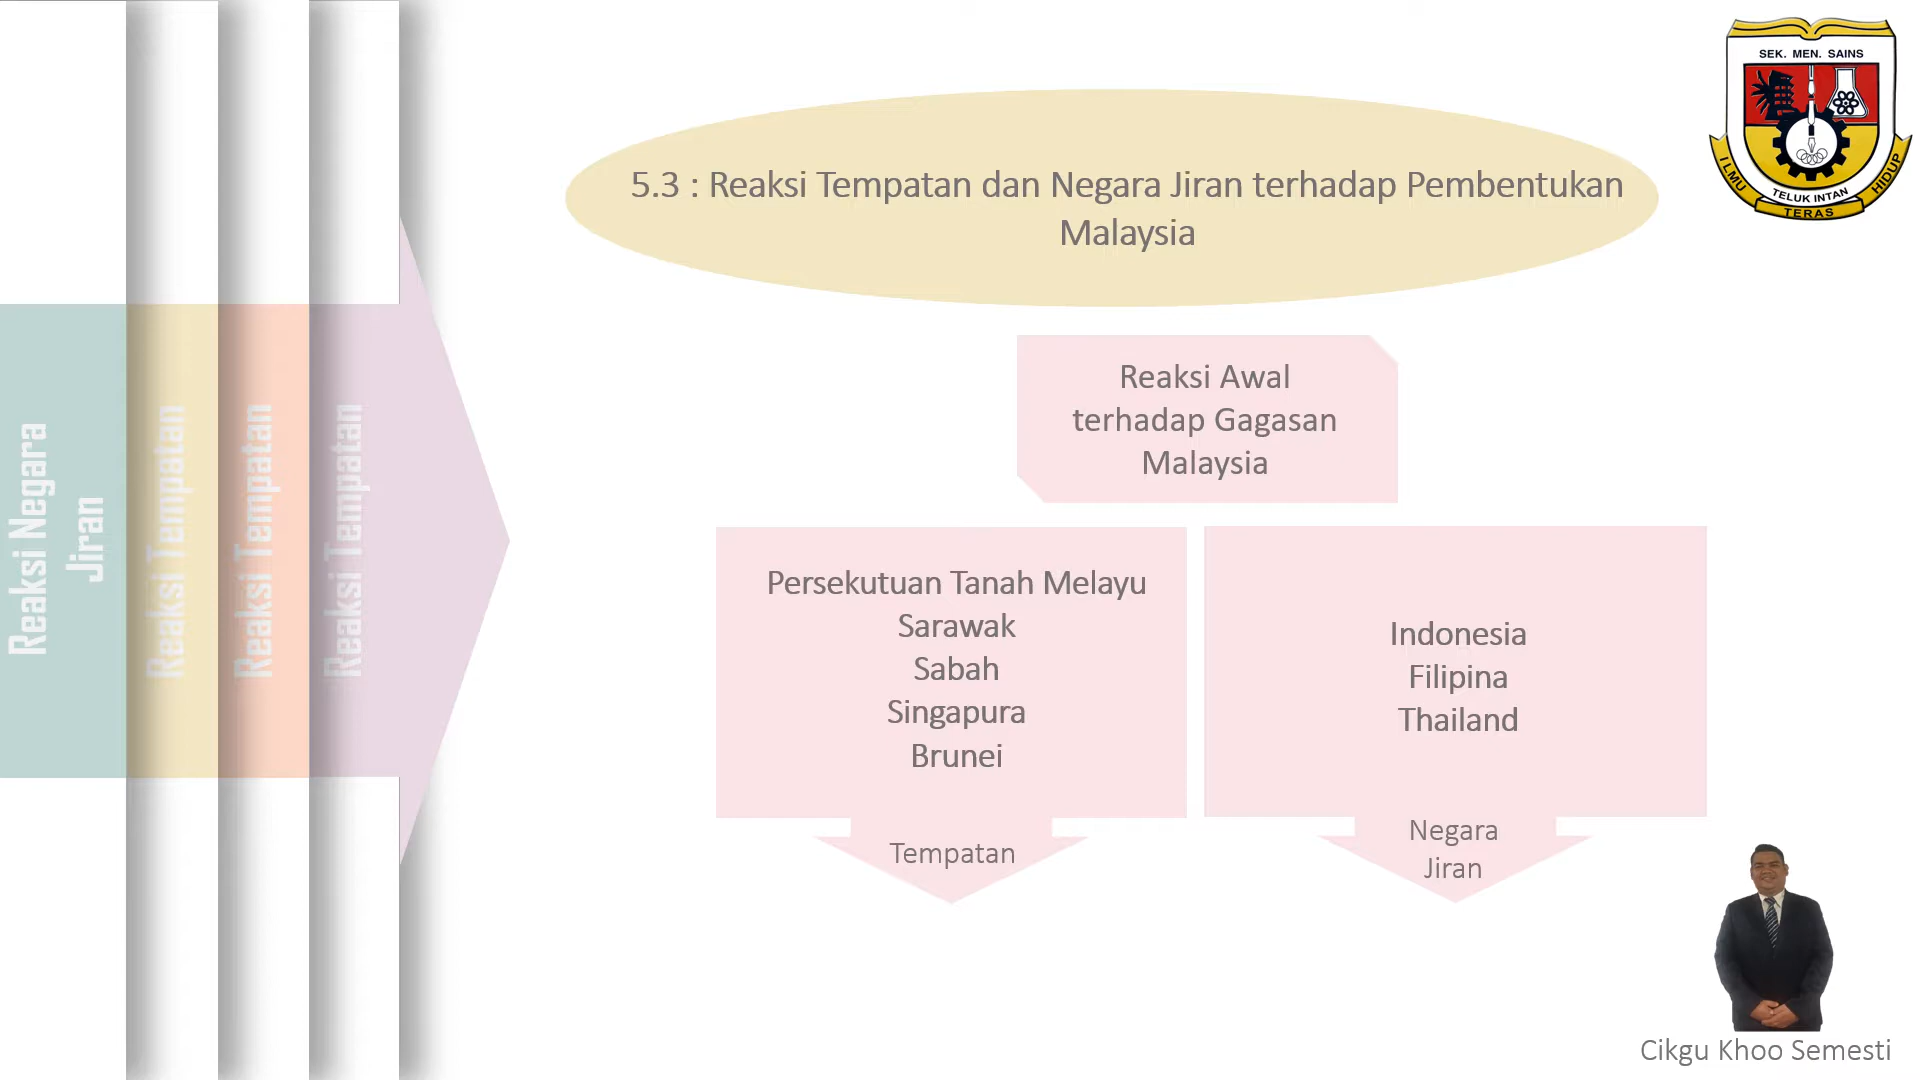 SEK. MEN. SAINS
ILMU
TELUK INTAN
HIDUP
TERAS
5.3 : Reaksi Tempatan dan Negara Jiran terhadap Pembentukan
Malaysia
Reaksi Awal
terhadap Gagasan
Malaysia
Persekutuan Tanah Melayu
Sarawak
Sabah
Singapura
Brunei
Tempatan
Indonesia
Filipina
Thailand
Negara
Jiran
Reaksi Negara
Jiran
Reaksi Tempatan
Reaksi Tempatan
Reaksi Tempatan
Cikgu Khoo Semesti